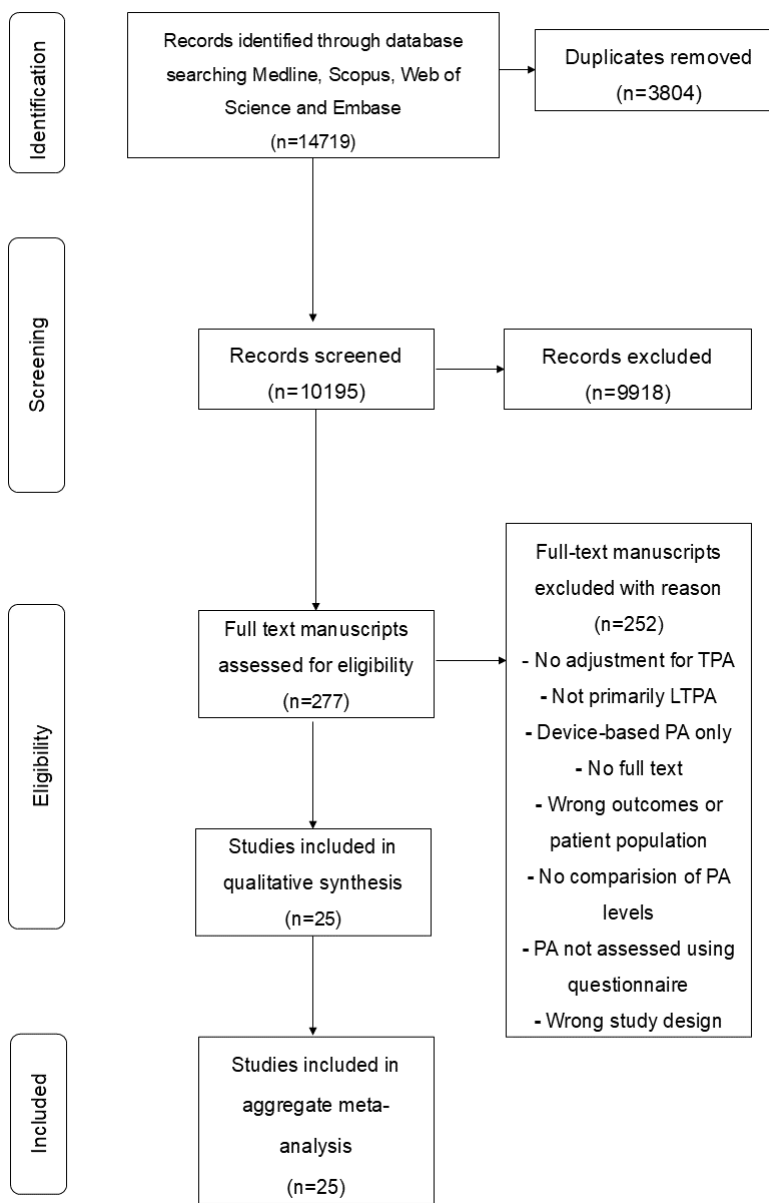 Identification
Records identified through database
searching Medline, Scopus, Web of
Science and Embase
(n=14719)
Duplicates removed
(n=3804)
Screening
Records screened
(n=10195)
Records excluded
(n=9918)
Eligibility
Full text manuscripts
assessed for eligibility
(n=277)
Full-text manuscripts
excluded with reason
(n=252)
- No adjustment for TPA
- Not primarily LTPA
- Device-based PA only
- No full text
- Wrong outcomes or
patient population
- No comparision of PA
levels
- PA not assessed using
questionnaire
- Wrong study design
Studies included in
qualitative synthesis
(n=25)
Included
Studies included in
aggregate meta-
analysis
(n=25)